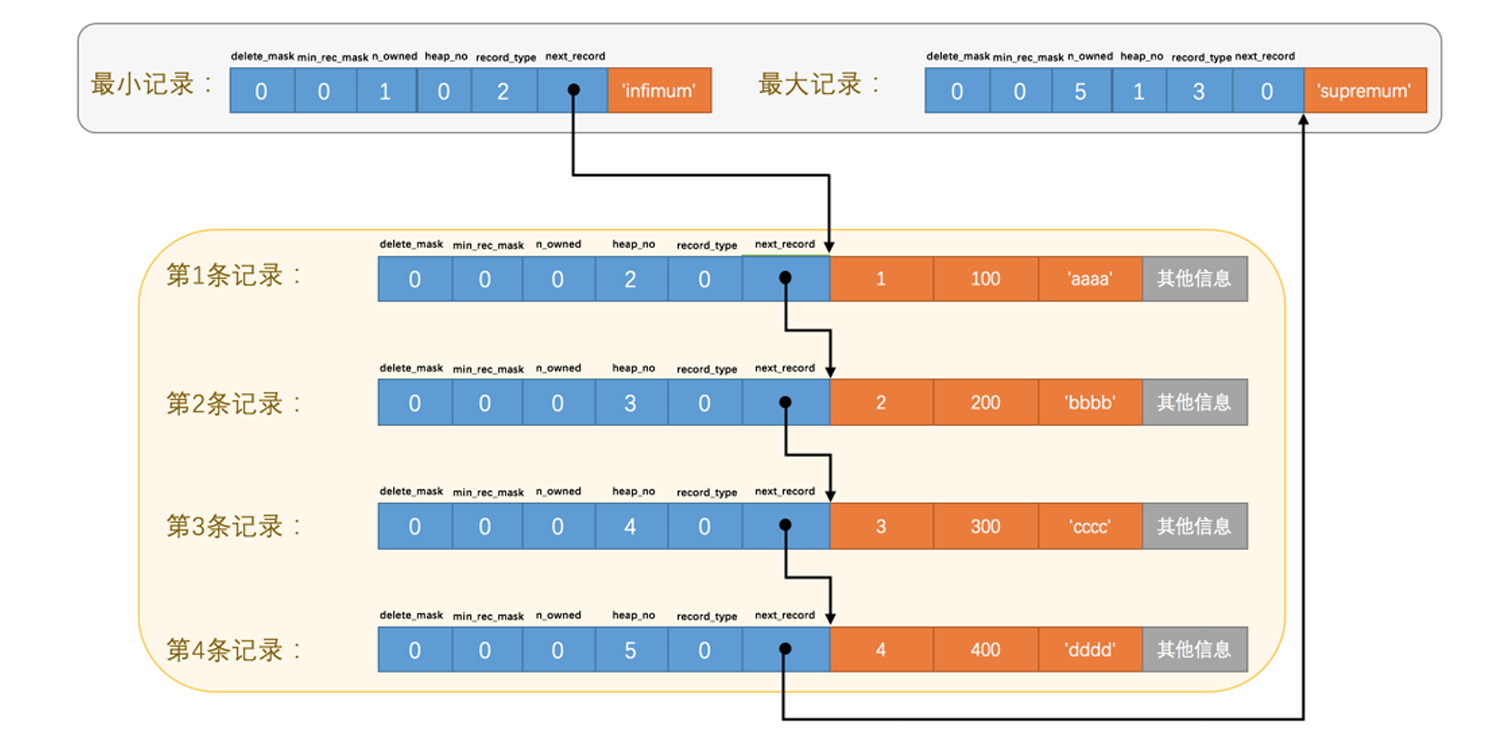 delete_mask min_rec_mask n_owned heap_no record_type next_record
最小记录： 0 0 1 0 2 'infimum'
delete_mask min_rec_mask n_owned heap_no record_type next_record
最大记录： 0 0 5 1 3 0 'supremum'
delete_mask min_rec_mask n_owned heap_no record_type next_record
第1条记录： 0 0 0 2 0 1 100 'aaaa' 其他信息
delete_mask min_rec_mask n_owned heap_no record_type next_record
第2条记录： 0 0 0 3 0 2 200 'bbbb' 其他信息
delete_mask min_rec_mask n_owned heap_no record_type next_record
第3条记录： 0 0 0 4 0 3 300 'cccc' 其他信息
delete_mask min_rec_mask n_owned heap_no record_type next_record
第4条记录： 0 0 0 5 0 4 400 'dddd' 其他信息